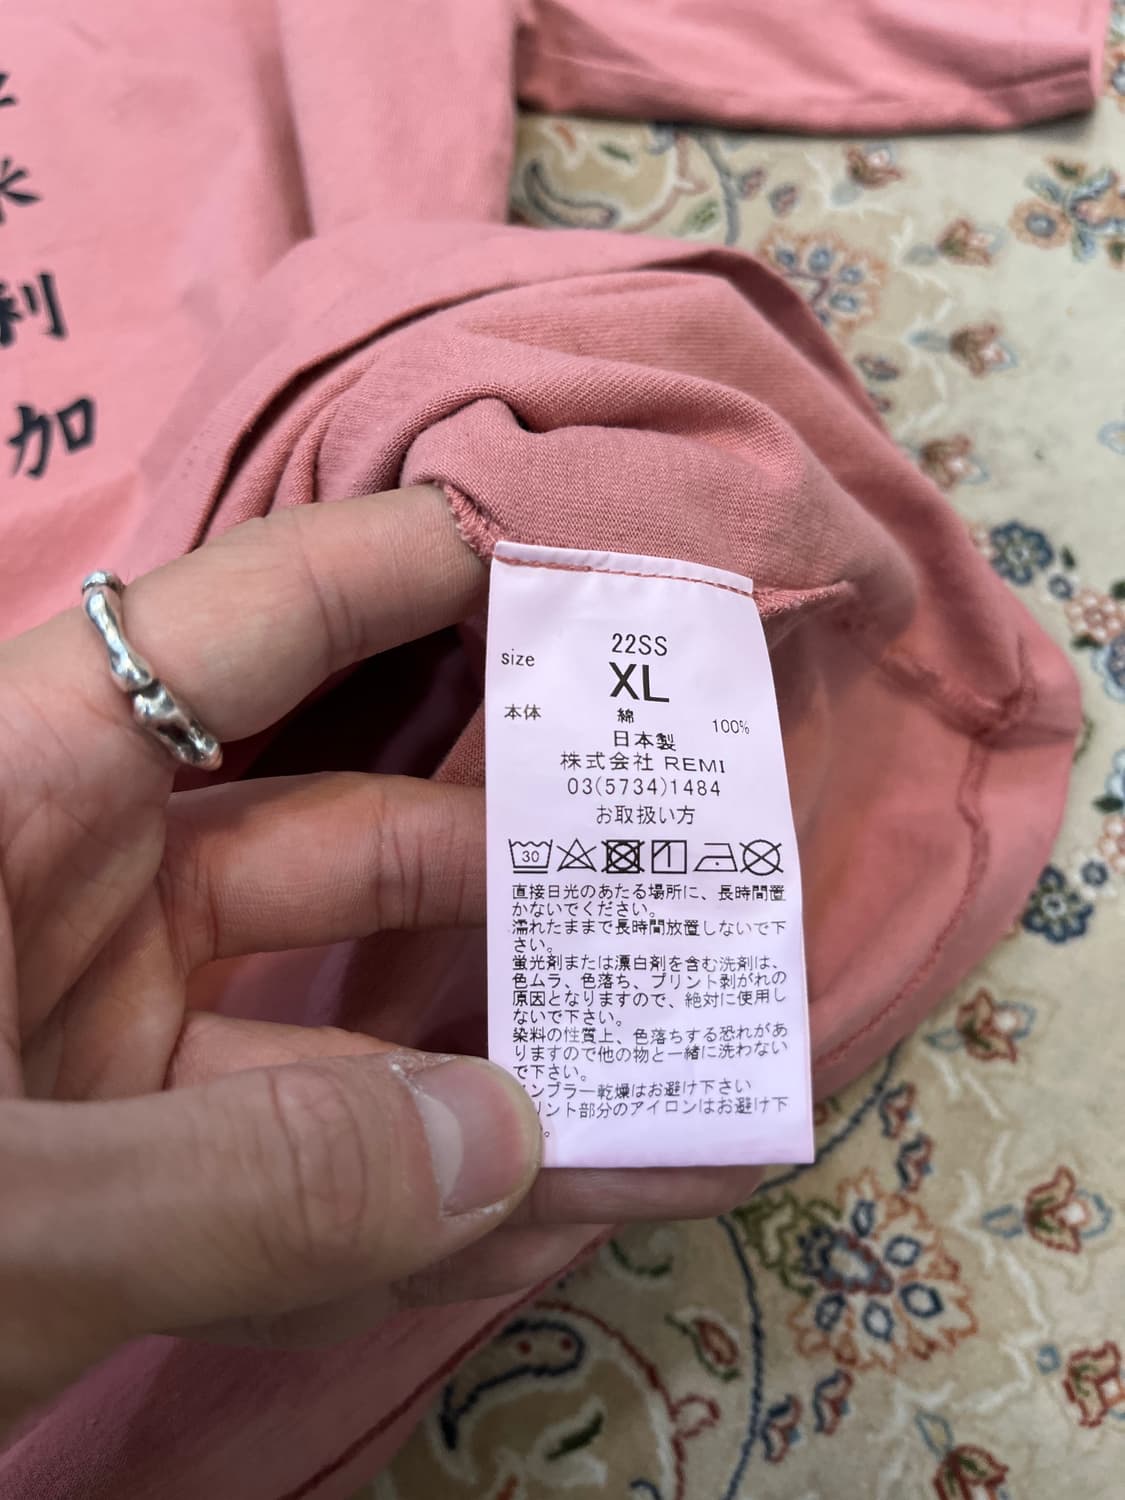 米
利
加
22SS
size
XL
本体 綿 100%
日本製
株式会社 REMI
03(5734)1484
お取扱い方
30
直接日光のあたる場所に、長時間置
かないでください。
濡れたままで長時間放置しないで下
さい。
蛍光剤または漂白剤を含む洗剤は、
色ムラ、色落ち、プリント剥がれの
原因となりますので、絶対に使用し
ないで下さい。
染料の性質上、色落ちする恐れがあ
りますので他の物と一緒に洗わない
で下さい。
ンブラー乾燥はお避け下さい
リント部分のアイロンはお避け下
。